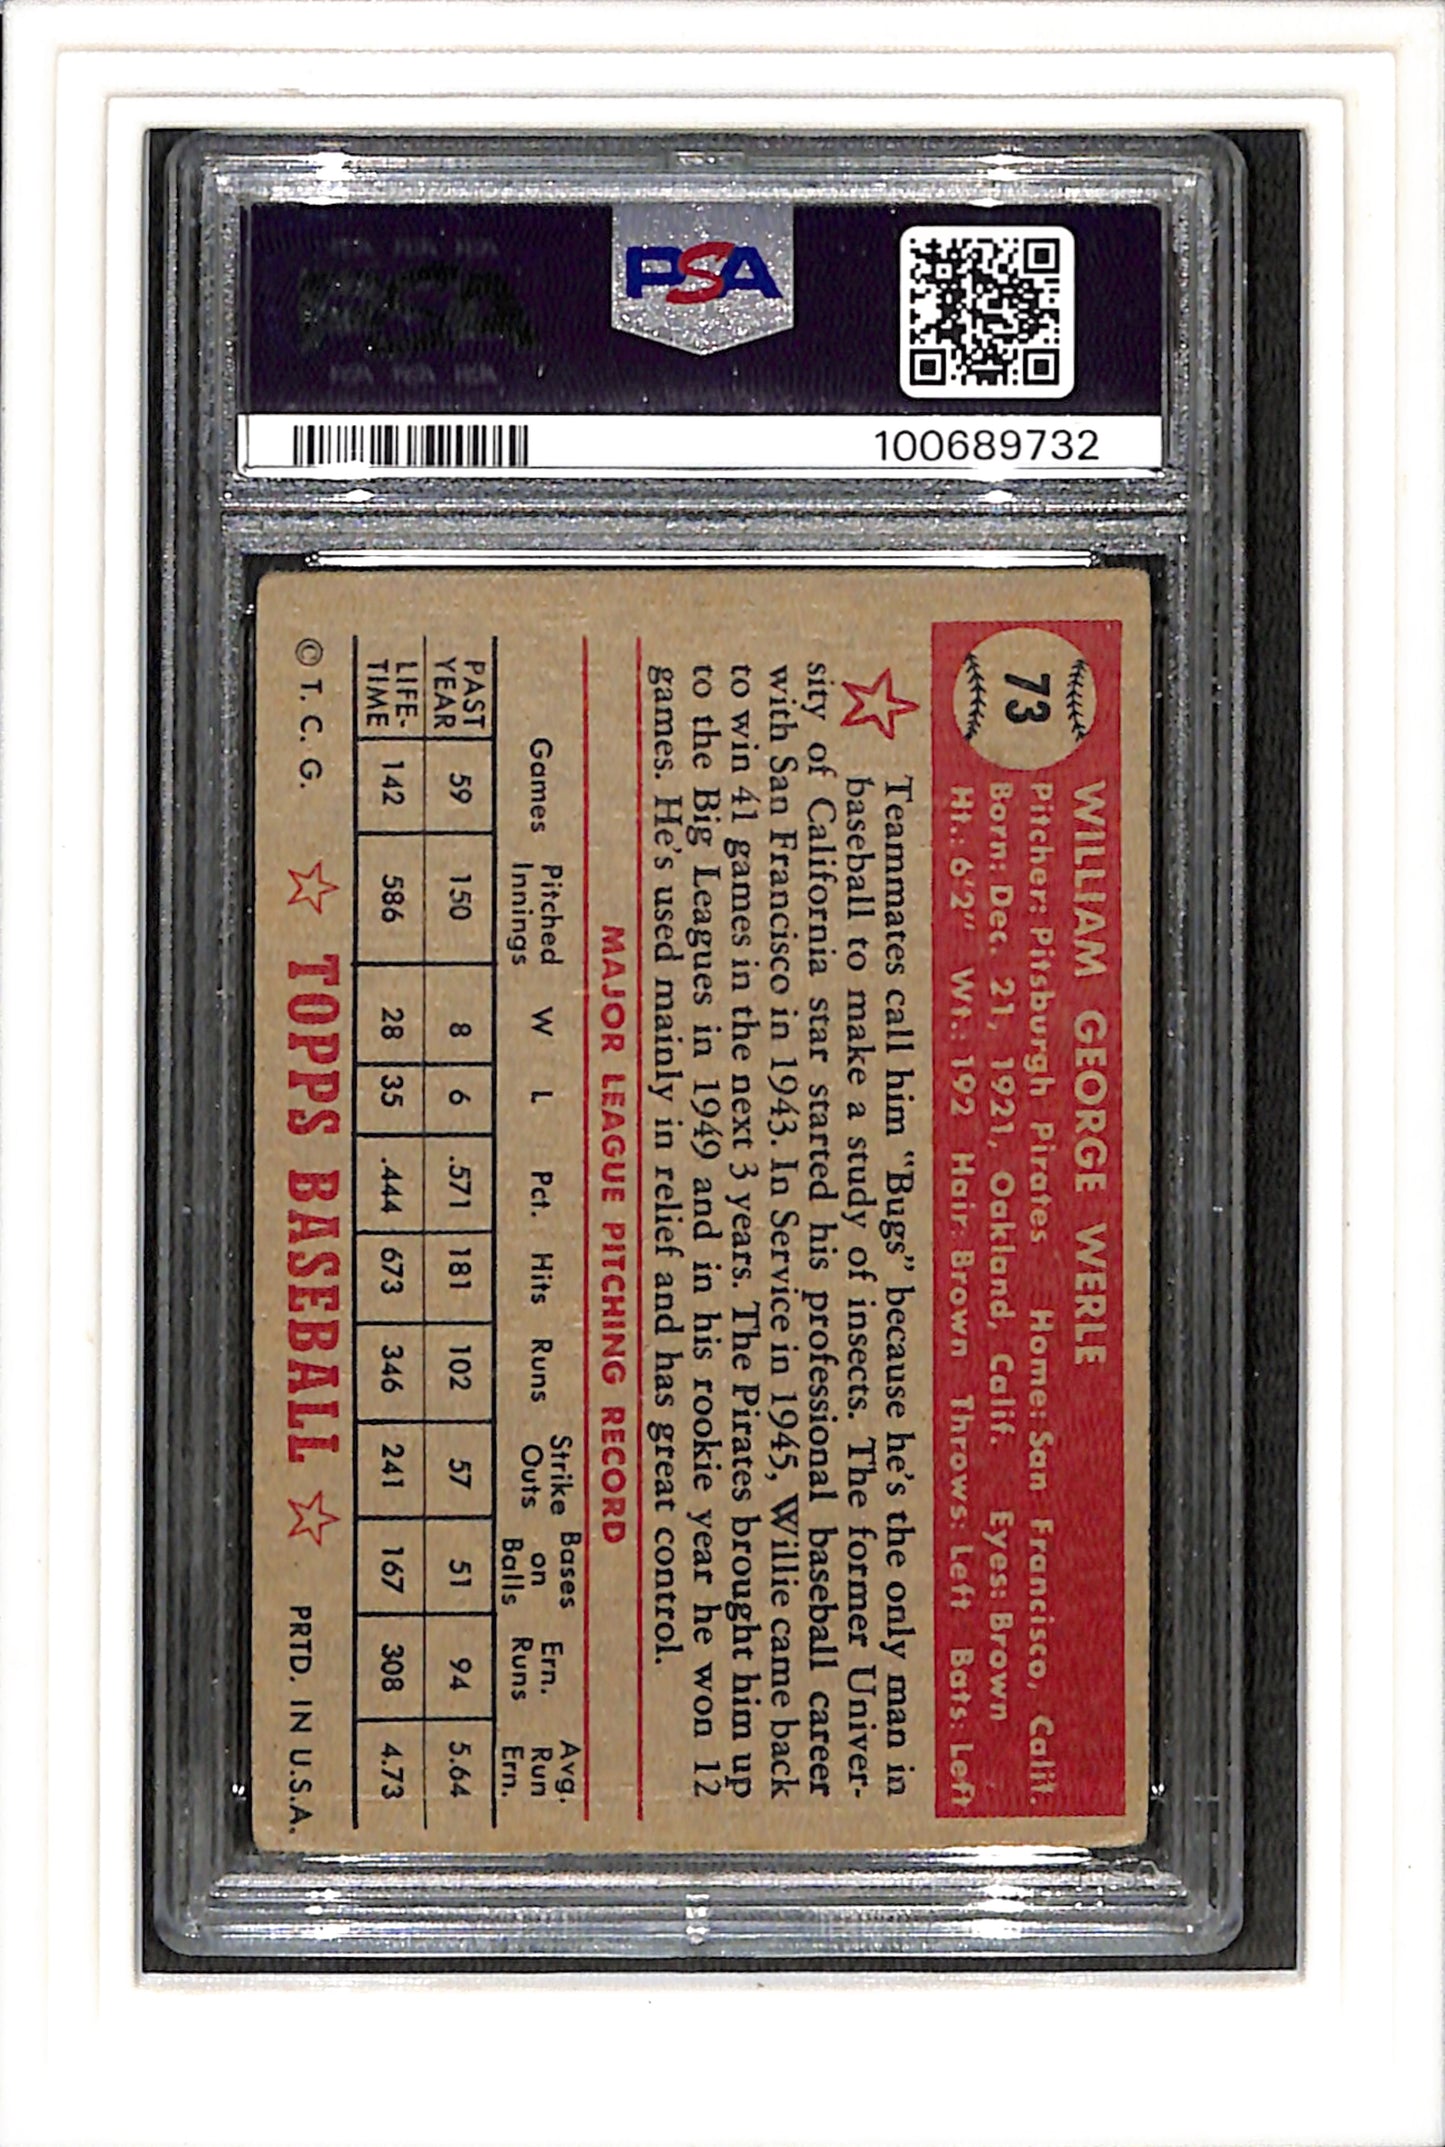 PSA
100689732
73
WILLIAM GEORGE WERLE
Pitcher: Pitsburgh Pirates Home: San Francisco, Calif.
Born: Dec. 21, 1921, Oakland, Calif. Eyes: Brown
Ht.: 6'2" Wt.: 192 Hair: Brown Throws: Left Bats: Left
Teammates call him "Bugs" because he's the only man in
baseball to make a study of insects. The former Univer-
sity of California star started his professional baseball career
with San Francisco in 1943. In Service in 1945, Willie came back
to win 41 games in the next 3 years. The Pirates brought him up
to the Big Leagues in 1949 and in his rookie year he won 12
games. He's used mainly in relief and has great control.
MAJOR LEAGUE PITCHING RECORD
Games Pitched Innings W L Pct. Hits Runs Strike Outs Bases on Balls Ern. Runs Avg. Run Ern.
PAST YEAR 59 150 8 6 .571 181 102 57 51 94 5.64
LIFE-TIME 142 586 28 35 .444 673 346 241 167 308 4.73
© T. C. G. TOPPS BASEBALL PRTD. IN U.S.A.